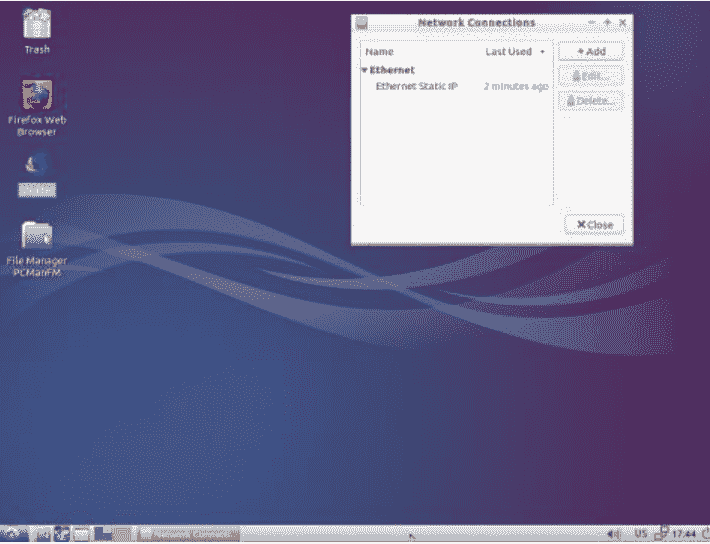 Trash
Firefox Web
Browser
File Manager
PCManFM
Network Connections
Name
Last Used
Add
Ethernet
Edit...
Ethernet Static IP
2 minutes ago
Delete...
Close
US
17:44